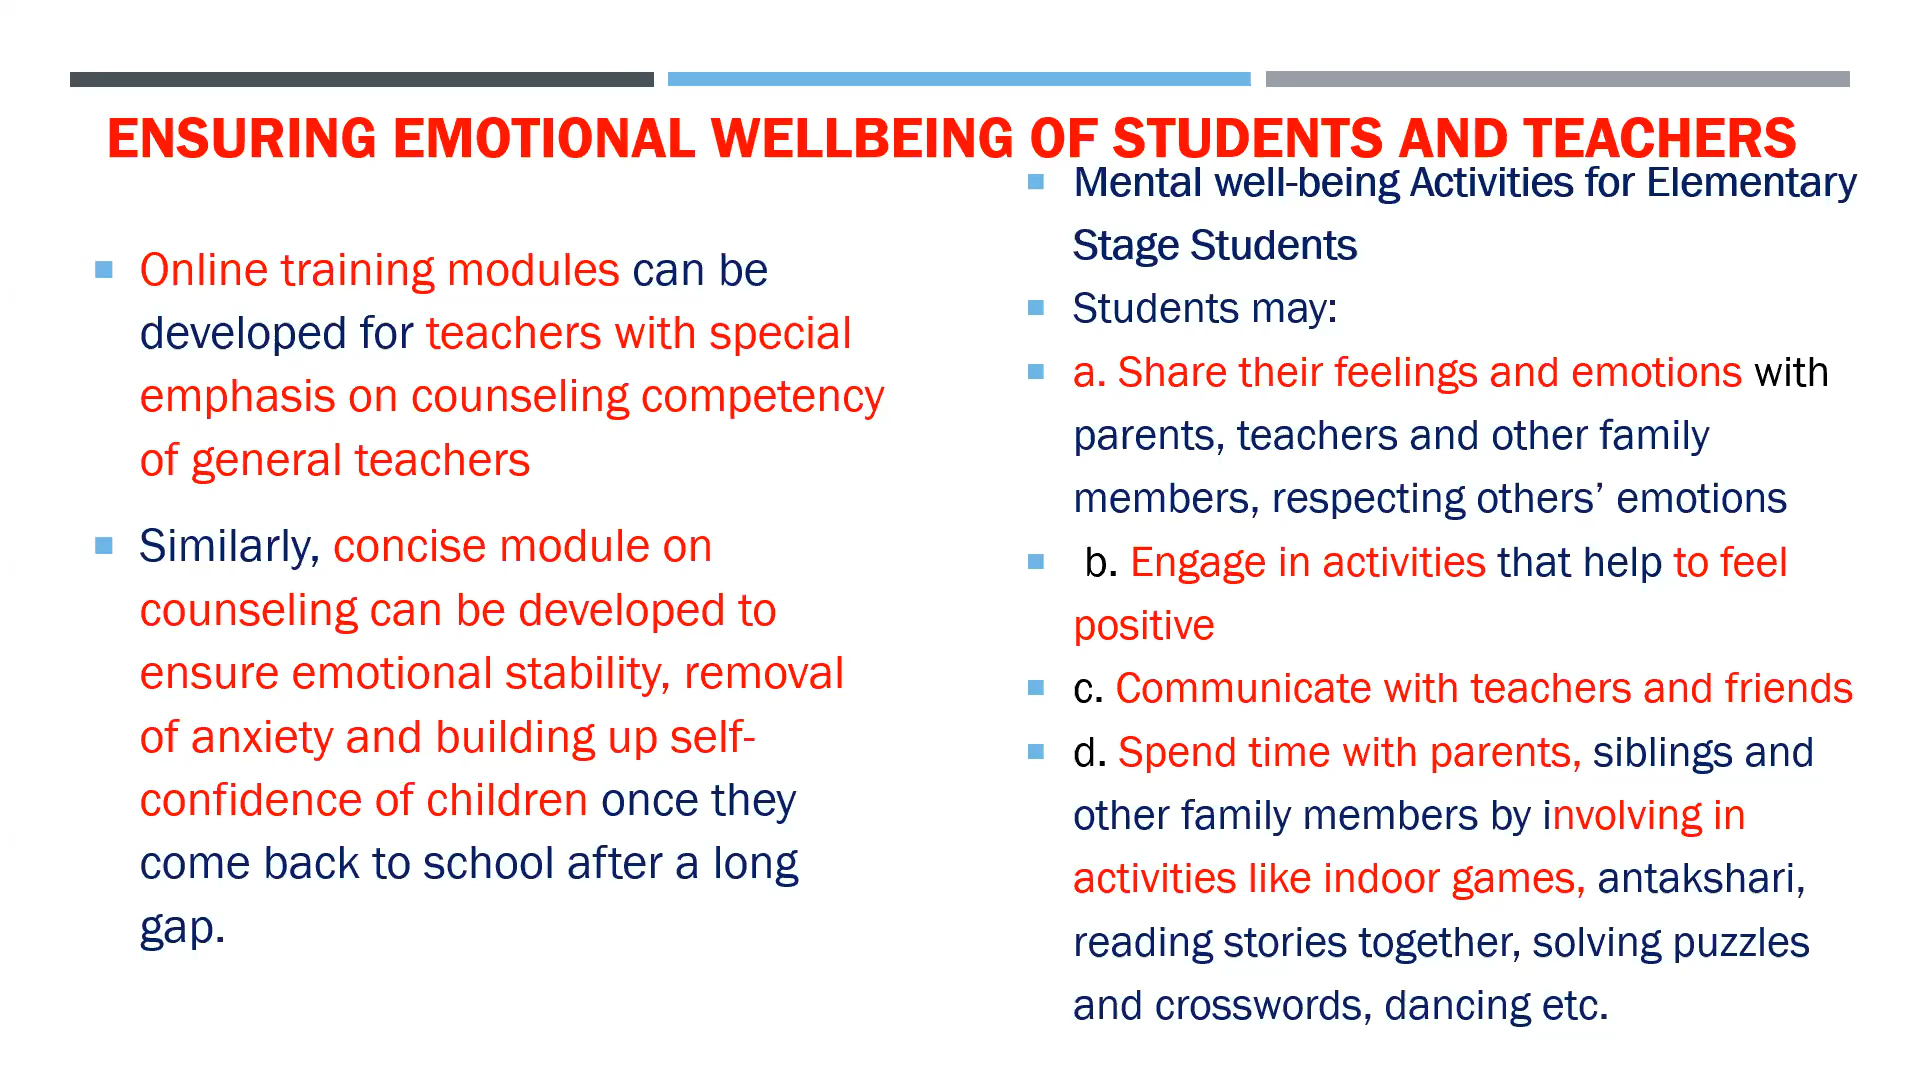 ENSURING EMOTIONAL WELLBEING OF STUDENTS AND TEACHERS
Online training modules can be
developed for teachers with special
emphasis on counseling competency
of general teachers
Similarly, concise module on
counseling can be developed to
ensure emotional stability, removal
of anxiety and building up self-
confidence of children once they
come back to school after a long
gap.
Mental well-being Activities for Elementary
Stage Students
Students may:
a. Share their feelings and emotions with
parents, teachers and other family
members, respecting others’ emotions
b. Engage in activities that help to feel
positive
c. Communicate with teachers and friends
d. Spend time with parents, siblings and
other family members by involving in
activities like indoor games, antakshari,
reading stories together, solving puzzles
and crosswords, dancing etc.